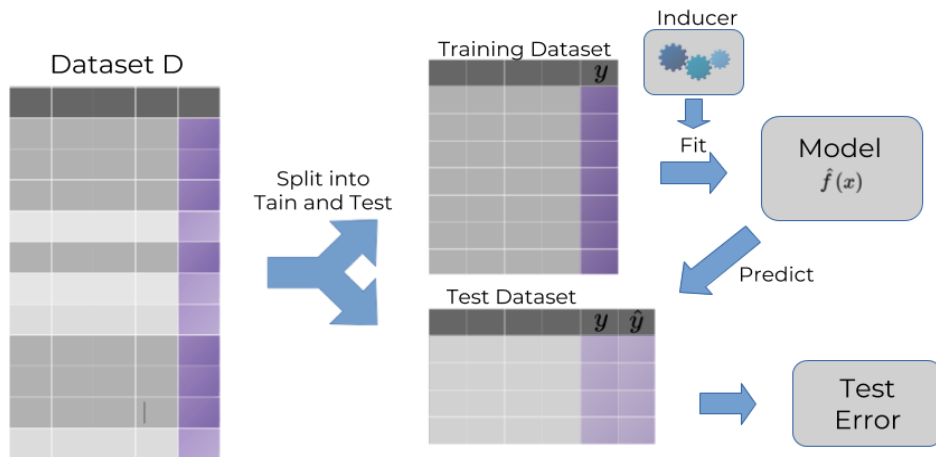 Dataset D
Split into
Tain and Test
Training Dataset
y
Inducer
Fit
Model
f̂(x)
Predict
Test Dataset
y ŷ
Test
Error